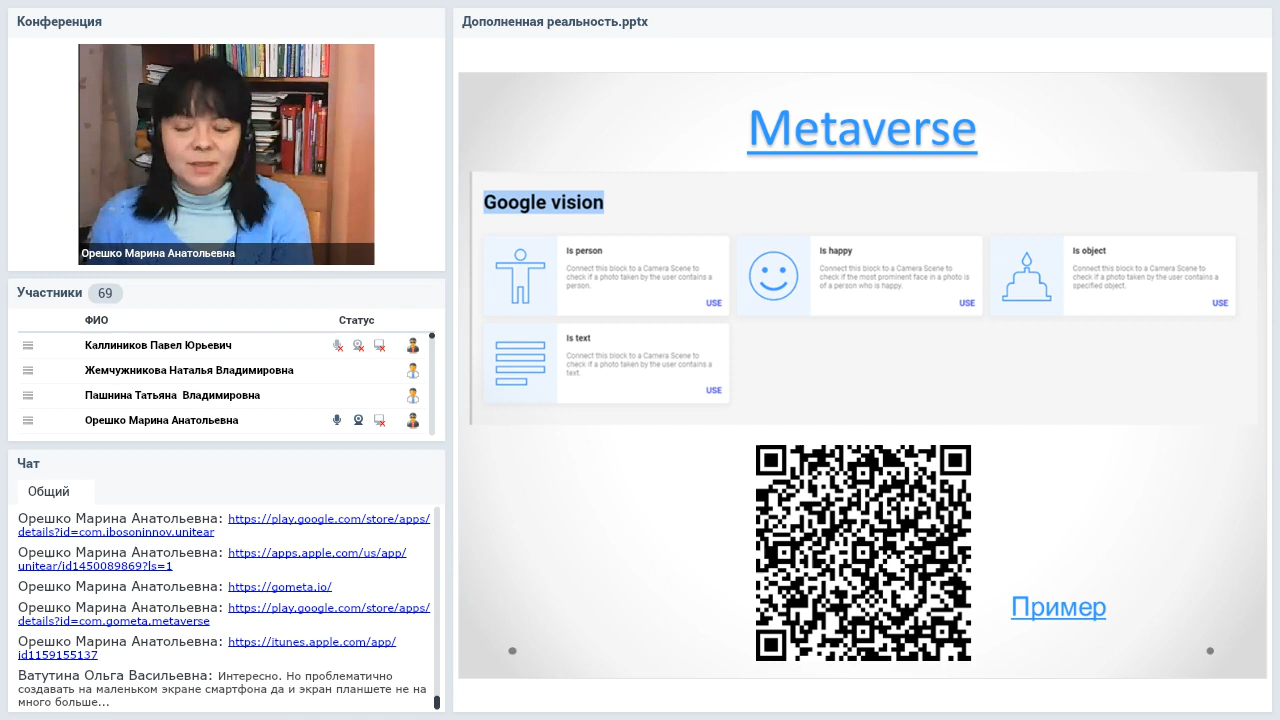 Конференция
Орешко Марина Анатольевна
Участники 69
ФИО Статус
Каллиников Павел Юрьевич
Жемчужникова Наталья Владимировна
Пашнина Татьяна Владимировна
Орешко Марина Анатольевна
Чат
Общий
Орешко Марина Анатольевна: https://play.google.com/store/apps/
details?id=com.ibosoninnov.unitear
Орешко Марина Анатольевна: https://apps.apple.com/us/app/
unitear/id1450089869?ls=1
Орешко Марина Анатольевна: https://gometa.io/
Орешко Марина Анатольевна: https://play.google.com/store/apps/
details?id=com.gometa.metaverse
Орешко Марина Анатольевна: https://itunes.apple.com/app/
id1159155137
Ватутина Ольга Васильевна: Интересно. Но проблематично
создавать на маленьком экране смартфона да и экран планшете не на
много больше...
Дополненная реальность.pptx
Metaverse
Google vision
Is person
Connect this block to a Camera Scene to
check if a photo taken by the user contains a
person.
USE
Is happy
Connect this block to a Camera Scene to
check if the most prominent face in a photo is
of a person who is happy.
USE
Is object
Connect this block to a Camera Scene to
check if a photo taken by the user contains a
specified object.
USE
Is text
Connect this block to a Camera Scene to
check if a photo taken by the user contains a
text.
USE
Пример